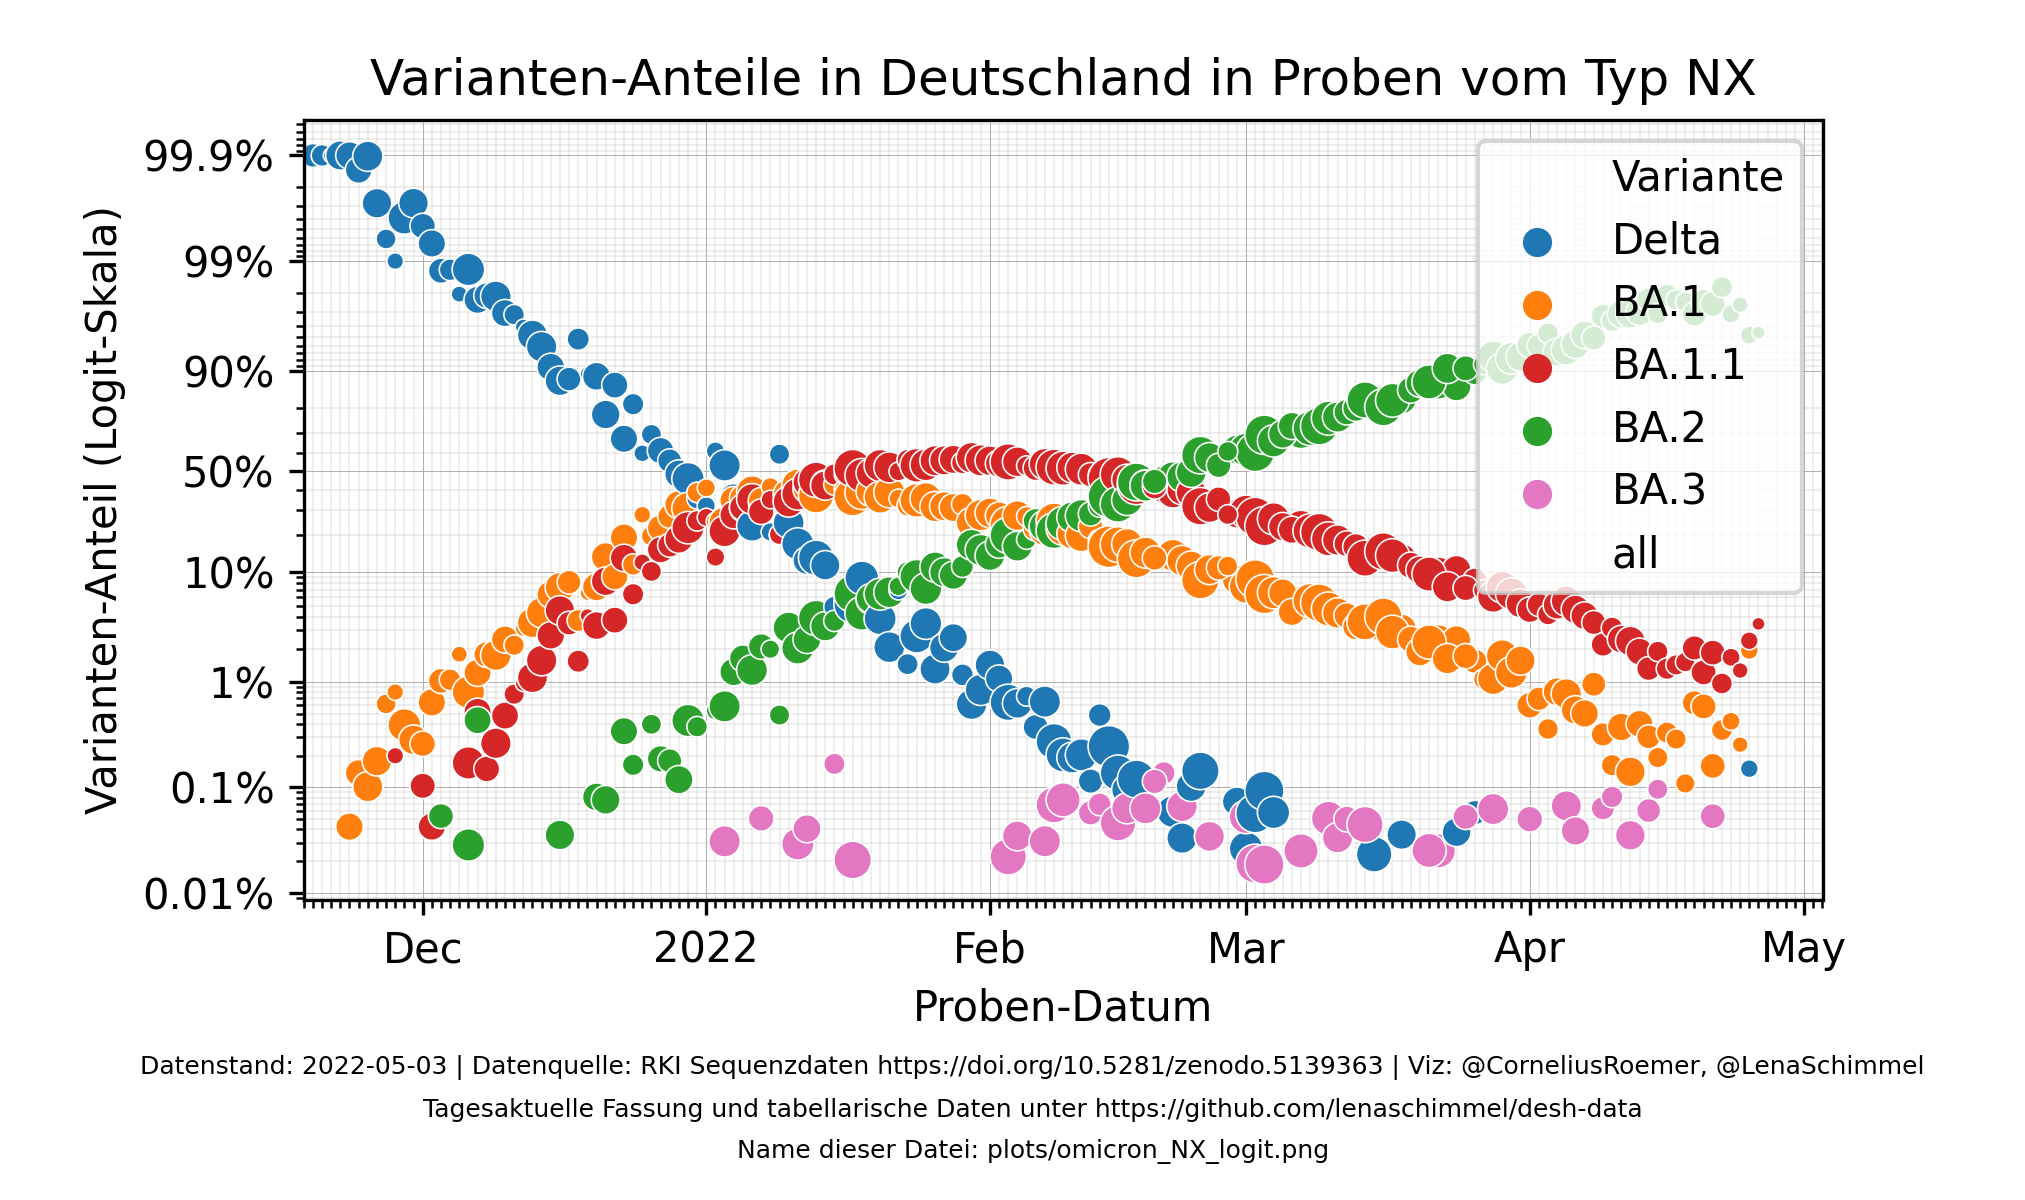 Varianten-Anteile in Deutschland in Proben vom Typ NX
Varianten-Anteil (Logit-Skala)
99.9%
99%
90%
50%
10%
1%
0.1%
0.01%
Variante
Delta
BA.1
BA.1.1
BA.2
BA.3
all
Dec
2022
Feb
Mar
Apr
May
Proben-Datum
Datenstand: 2022-05-03 | Datenquelle: RKI Sequenzdaten https://doi.org/10.5281/zenodo.5139363 | Viz: @CorneliusRoemer, @LenaSchimmel
Tagesaktuelle Fassung und tabellarische Daten unter https://github.com/lenaschimmel/desh-data
Name dieser Datei: plots/omicron_NX_logit.png